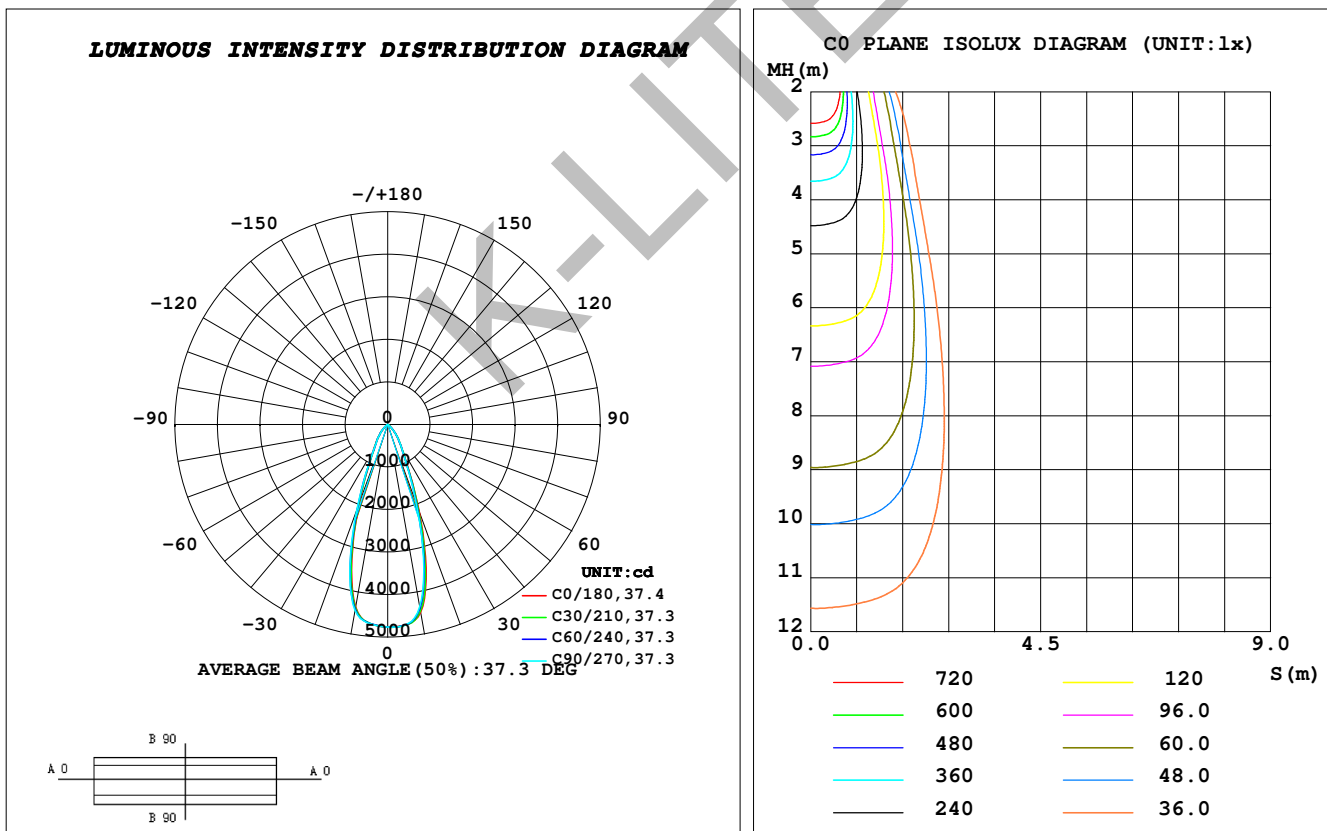 LUMINOUS INTENSITY DISTRIBUTION DIAGRAM
-/+180
-150
150
-120
120
-90
90
-60
60
-30
30
0
1000
2000
3000
4000
5000
0
UNIT:cd
C0/180,37.4
C30/210,37.3
C60/240,37.3
C90/270,37.3
AVERAGE BEAM ANGLE(50%):37.3 DEG
B 90
A 0
A 0
B 90
K-LITE
C0 PLANE ISOLUX DIAGRAM (UNIT:lx)
MH(m)
2
3
4
5
6
7
8
9
10
11
12
0.0
4.5
9.0
S(m)
720
120
600
96.0
480
60.0
360
48.0
240
36.0